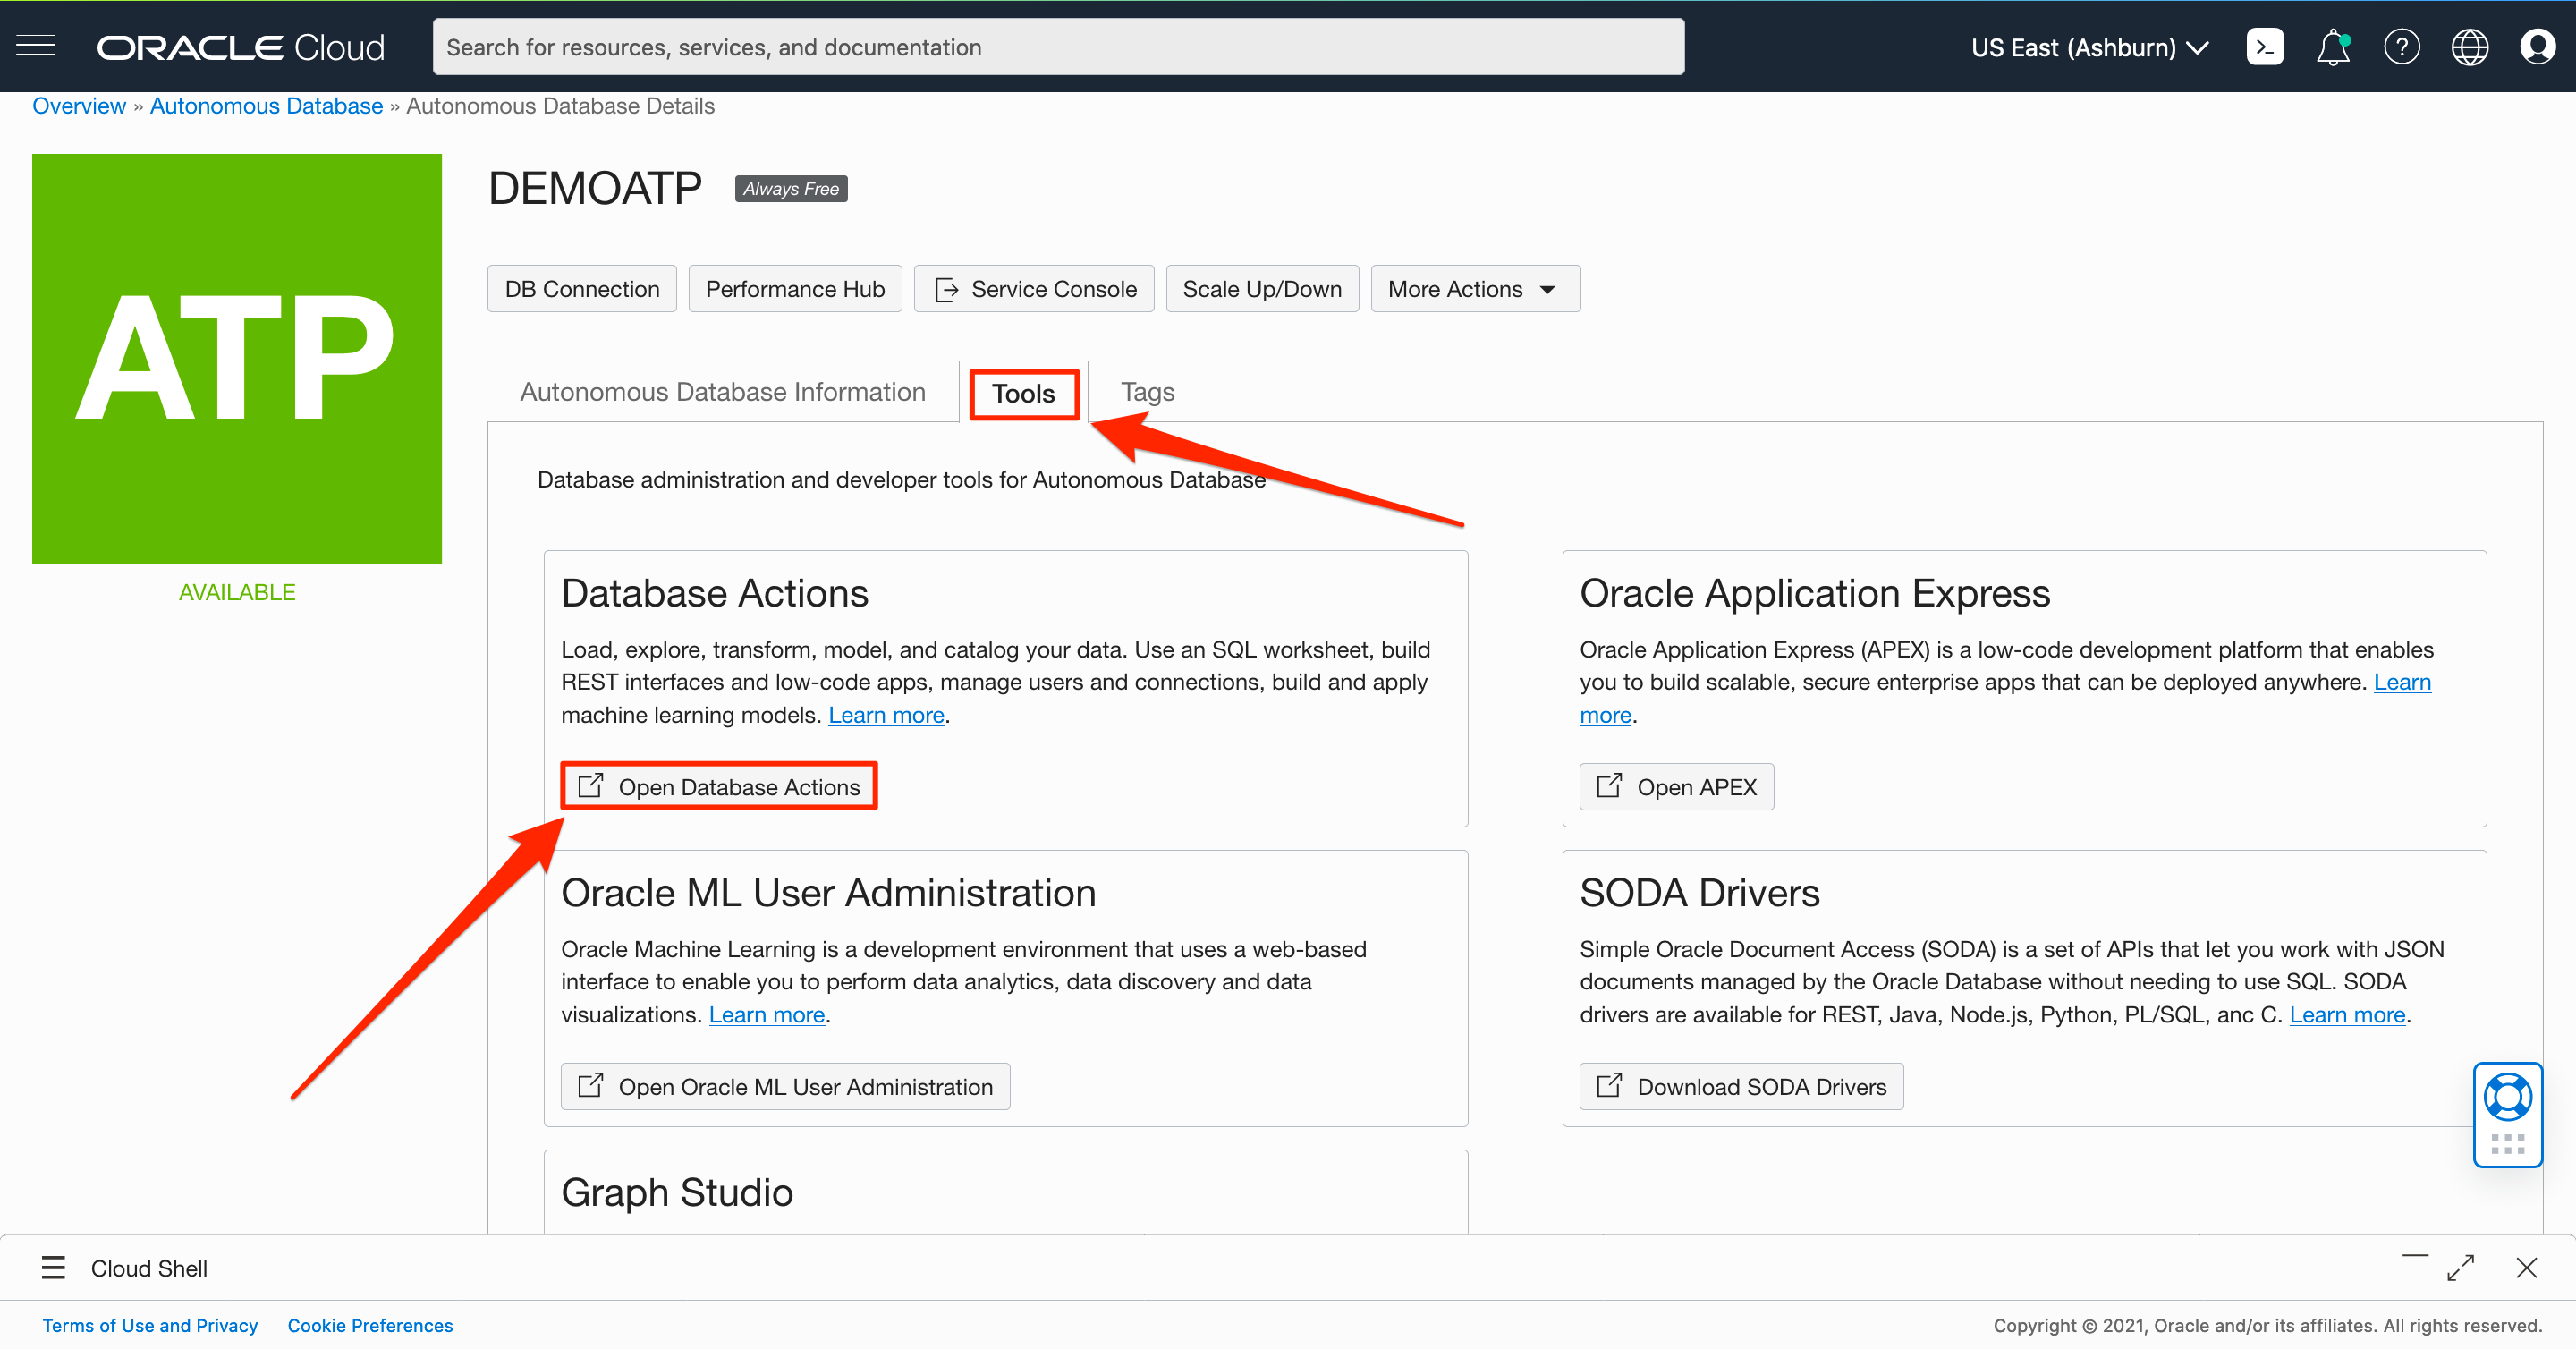 ORACLE Cloud
Search for resources, services, and documentation
US East (Ashburn)
Overview » Autonomous Database » Autonomous Database Details
ATP
AVAILABLE
DEMOATP
Always Free
DB Connection
Performance Hub
Service Console
Scale Up/Down
More Actions
Autonomous Database Information
Tools
Tags
Database administration and developer tools for Autonomous Database
Database Actions
Load, explore, transform, model, and catalog your data. Use an SQL worksheet, build
REST interfaces and low-code apps, manage users and connections, build and apply
machine learning models. Learn more.
Open Database Actions
Oracle Application Express
Oracle Application Express (APEX) is a low-code development platform that enables
you to build scalable, secure enterprise apps that can be deployed anywhere. Learn
more.
Open APEX
Oracle ML User Administration
Oracle Machine Learning is a development environment that uses a web-based
interface to enable you to perform data analytics, data discovery and data
visualizations. Learn more.
Open Oracle ML User Administration
SODA Drivers
Simple Oracle Document Access (SODA) is a set of APIs that let you work with JSON
documents managed by the Oracle Database without needing to use SQL. SODA
drivers are available for REST, Java, Node.js, Python, PL/SQL, anc C. Learn more.
Download SODA Drivers
Graph Studio
Cloud Shell
Terms of Use and Privacy
Cookie Preferences
Copyright © 2021, Oracle and/or its affiliates. All rights reserved.